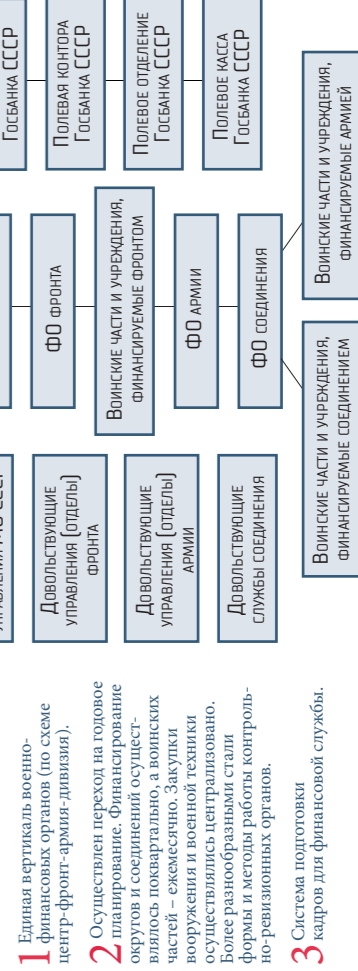 1 Единая вертикаль военно-
финансовых органов (по схеме
центр-фронт-армия-дивизия).
2 Осуществлен переход на годовое
планирование. Финансирование
округов и соединений осущест-
влялось поквартально, а воинских
частей – ежемесячно. Закупки
вооружения и военной техники
осуществлялись централизовано.
Более разнообразными стали
формы и методы работы контроль-
но-ревизионных органов.
3 Система подготовки
кадров для финансовой службы.
Госбанка СССР
Довольствующие
управления (отделы)
фронта
ФО фронта
Полевая контора
Госбанка СССР
Воинские части и учреждения,
финансируемые фронтом
Довольствующие
управления (отделы)
армии
ФО армии
Полевое отделение
Госбанка СССР
Довольствующие
службы соединения
ФО соединения
Полевое касса
Госбанка СССР
Воинские части и учреждения,
финансируемые соединением
Воинские части и учреждения,
финансируемые армией